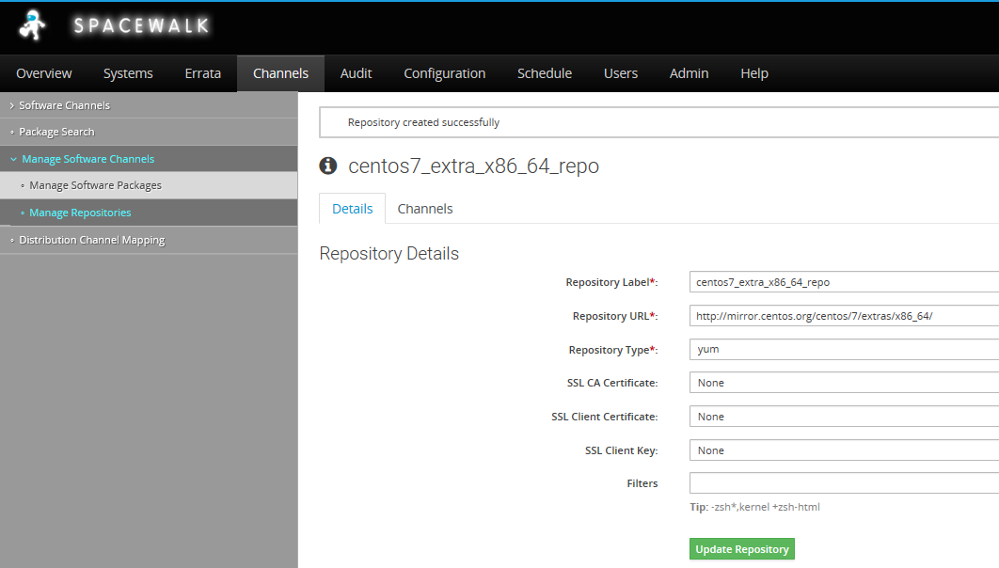 SPACEWALK
Overview Systems Errata Channels Audit Configuration Schedule Users Admin Help
Software Channels
Package Search
Manage Software Channels
Manage Software Packages
Manage Repositories
Distribution Channel Mapping
Repository created successfully
centos7_extra_x86_64_repo
Details Channels
Repository Details
Repository Label*: centos7_extra_x86_64_repo
Repository URL*: http://mirror.centos.org/centos/7/extras/x86_64/
Repository Type*: yum
SSL CA Certificate: None
SSL Client Certificate: None
SSL Client Key: None
Filters
Tip: -zsh*,kernel +zsh-html
Update Repository